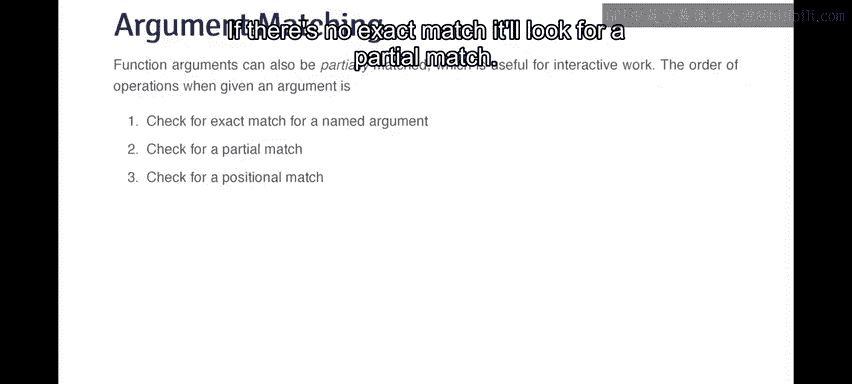 Argument Matching
If there's no exact match it'll look for a
partial match.
Function arguments can also be partially matched, which is useful for interactive work. The order of
operations when given an argument is
1. Check for exact match for a named argument
2. Check for a partial match
3. Check for a positional match